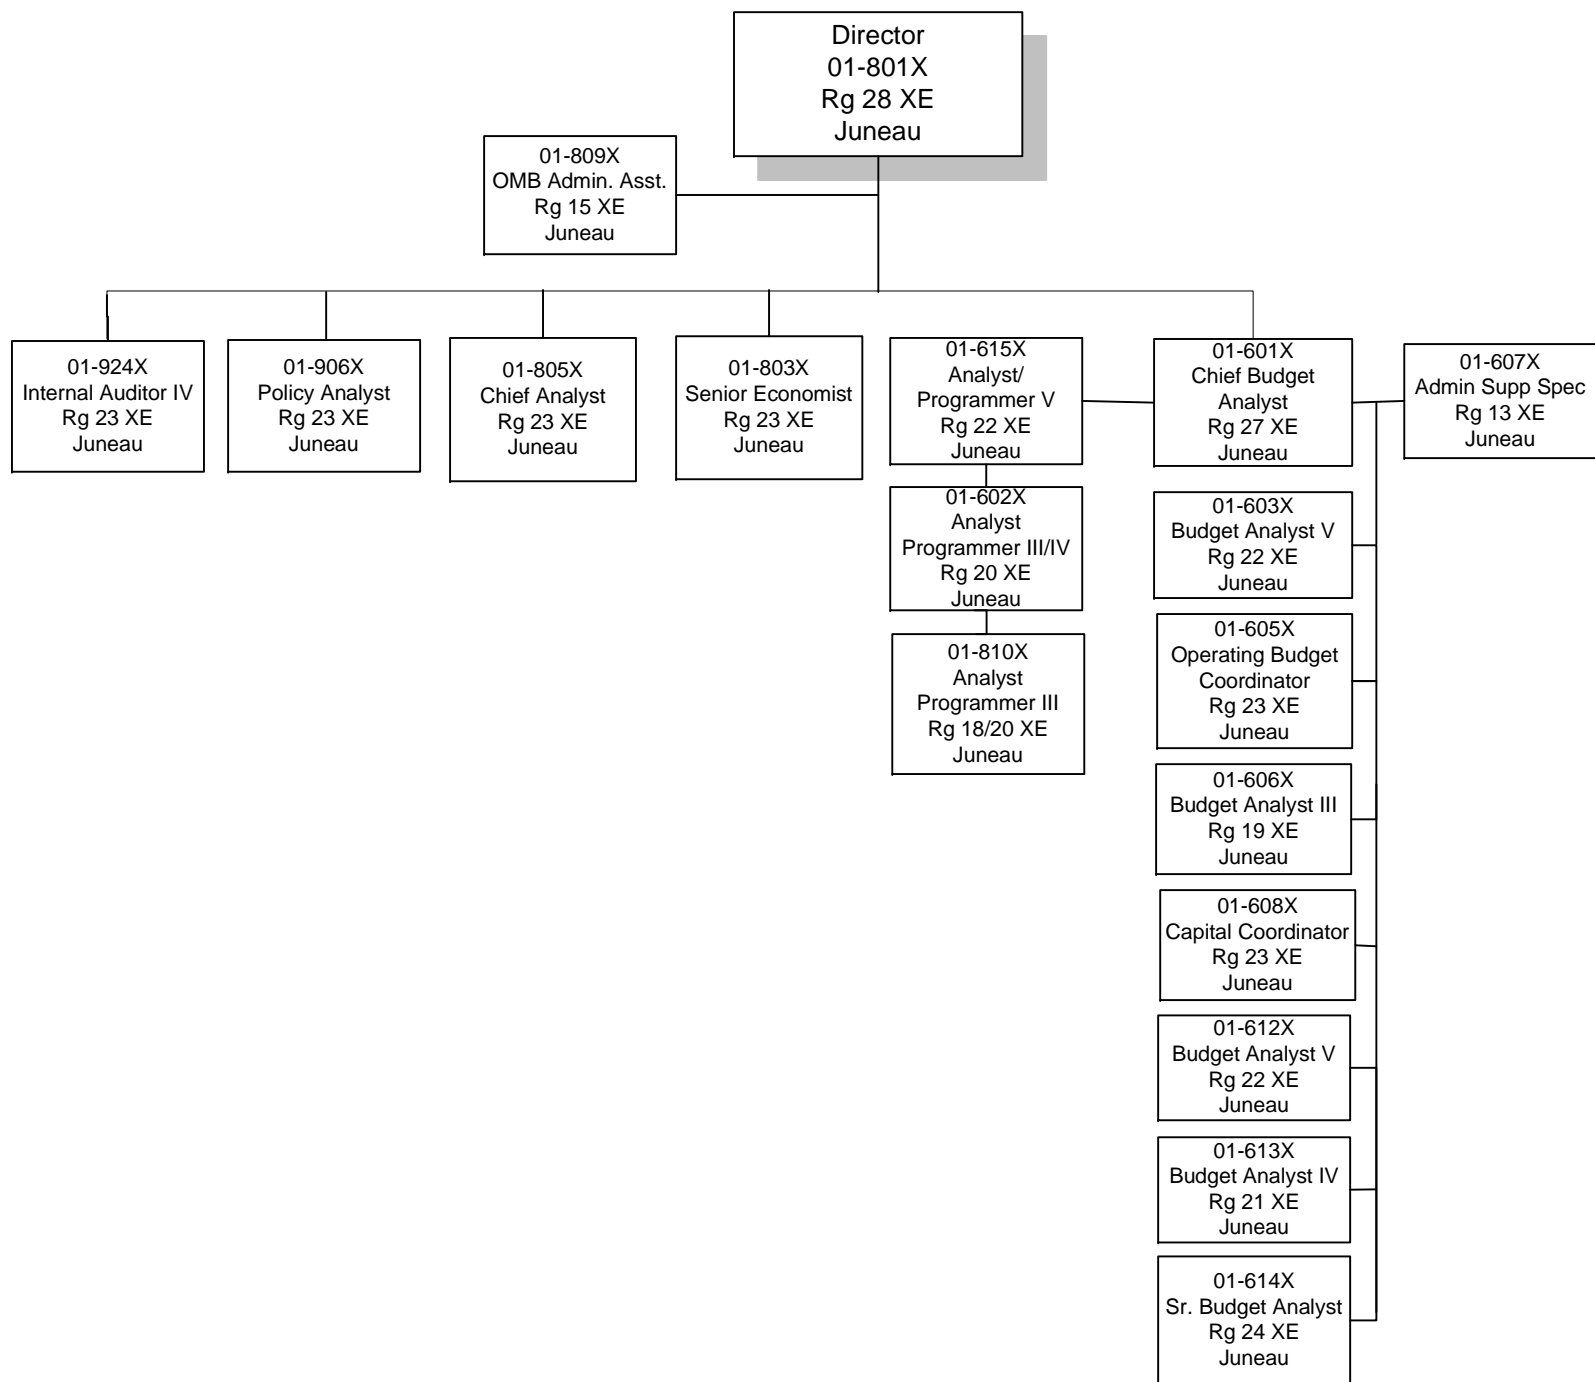 Director
01-801X
Rg 28 XE
Juneau
01-809X
OMB Admin. Asst.
Rg 15 XE
Juneau
01-924X
Internal Auditor IV
Rg 23 XE
Juneau
01-906X
Policy Analyst
Rg 23 XE
Juneau
01-805X
Chief Analyst
Rg 23 XE
Juneau
01-803X
Senior Economist
Rg 23 XE
Juneau
01-615X
Analyst/
Programmer V
Rg 22 XE
Juneau
01-601X
Chief Budget
Analyst
Rg 27 XE
Juneau
01-607X
Admin Supp Spec
Rg 13 XE
Juneau
01-602X
Analyst
Programmer III/IV
Rg 20 XE
Juneau
01-810X
Analyst
Programmer III
Rg 18/20 XE
Juneau
01-603X
Budget Analyst V
Rg 22 XE
Juneau
01-605X
Operating Budget
Coordinator
Rg 23 XE
Juneau
01-606X
Budget Analyst III
Rg 19 XE
Juneau
01-608X
Capital Coordinator
Rg 23 XE
Juneau
01-612X
Budget Analyst V
Rg 22 XE
Juneau
01-613X
Budget Analyst IV
Rg 21 XE
Juneau
01-614X
Sr. Budget Analyst
Rg 24 XE
Juneau